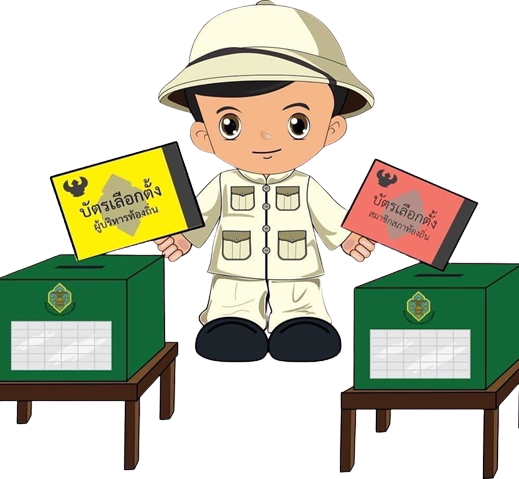 บัตรเลือกตั้ง
ผู้บริหารท้องถิ่น
บัตรเลือกตั้ง
สมาชิกสภาท้องถิ่น